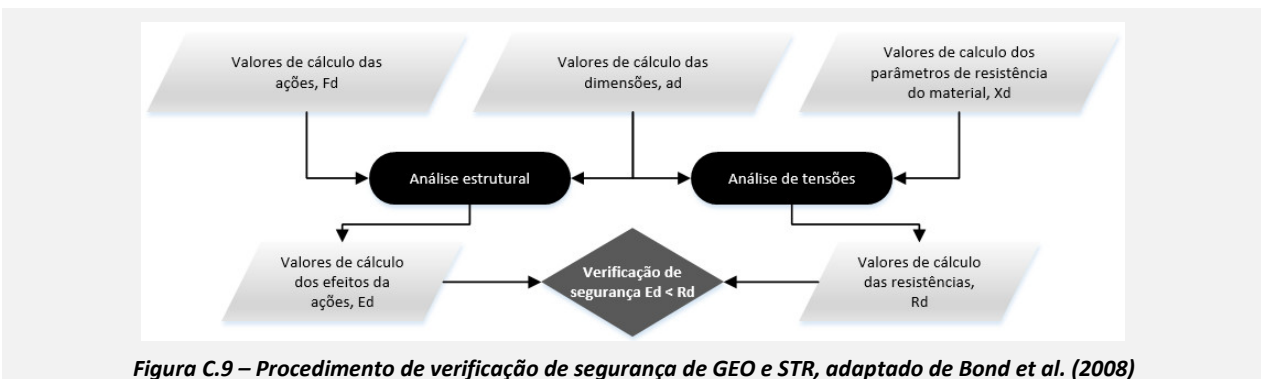 Valores de cálculo das
ações, Fd
Valores de cálculo das
dimensões, ad
Valores de calculo dos
parâmetros de resistência
do material, Xd
Análise estrutural
Análise de tensões
Valores de cálculo
dos efeitos da
ações, Ed
Verificação de
segurança Ed < Rd
Valores de cálculo
das resistências,
Rd
Figura C.9 – Procedimento de verificação de segurança de GEO e STR, adaptado de Bond et al. (2008)